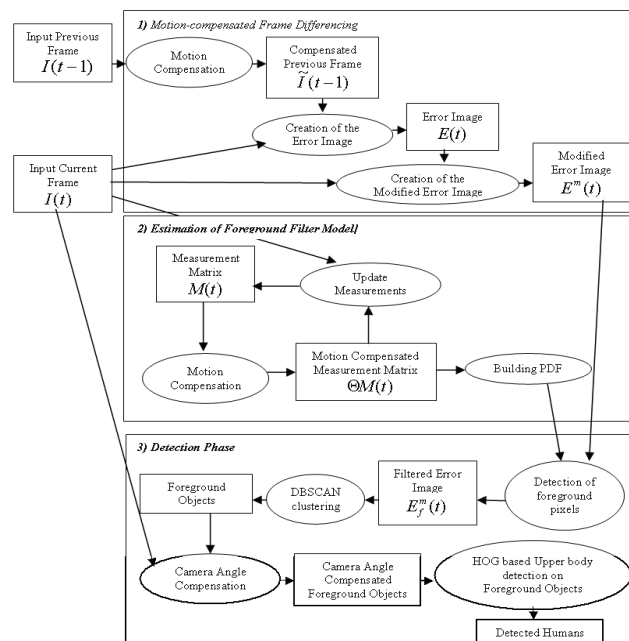 1) Motion-compensated Frame Differencing
Input Previous
Frame
I(t−1)
Motion
Compensation
Compensated
Previous Frame
Ĩ(t−1)
Creation of the
Error Image
Error Image
E(t)
Input Current
Frame
I(t)
Creation of the
Modified Error Image
Modified
Error Image
E^m(t)
2) Estimation of Foreground Filter Model
Measurement
Matrix
M(t)
Update
Measurements
Motion
Compensation
Motion Compensated
Measurement Matrix
ΘM(t)
Building PDF
3) Detection Phase
Foreground
Objects
DBSCAN
clustering
Filtered Error
Image
E_f^m(t)
Detection of
foreground
pixels
Camera Angle
Compensation
Camera Angle
Compensated
Foreground Objects
HOG based Upper body
detection on
Foreground Objects
Detected Humans